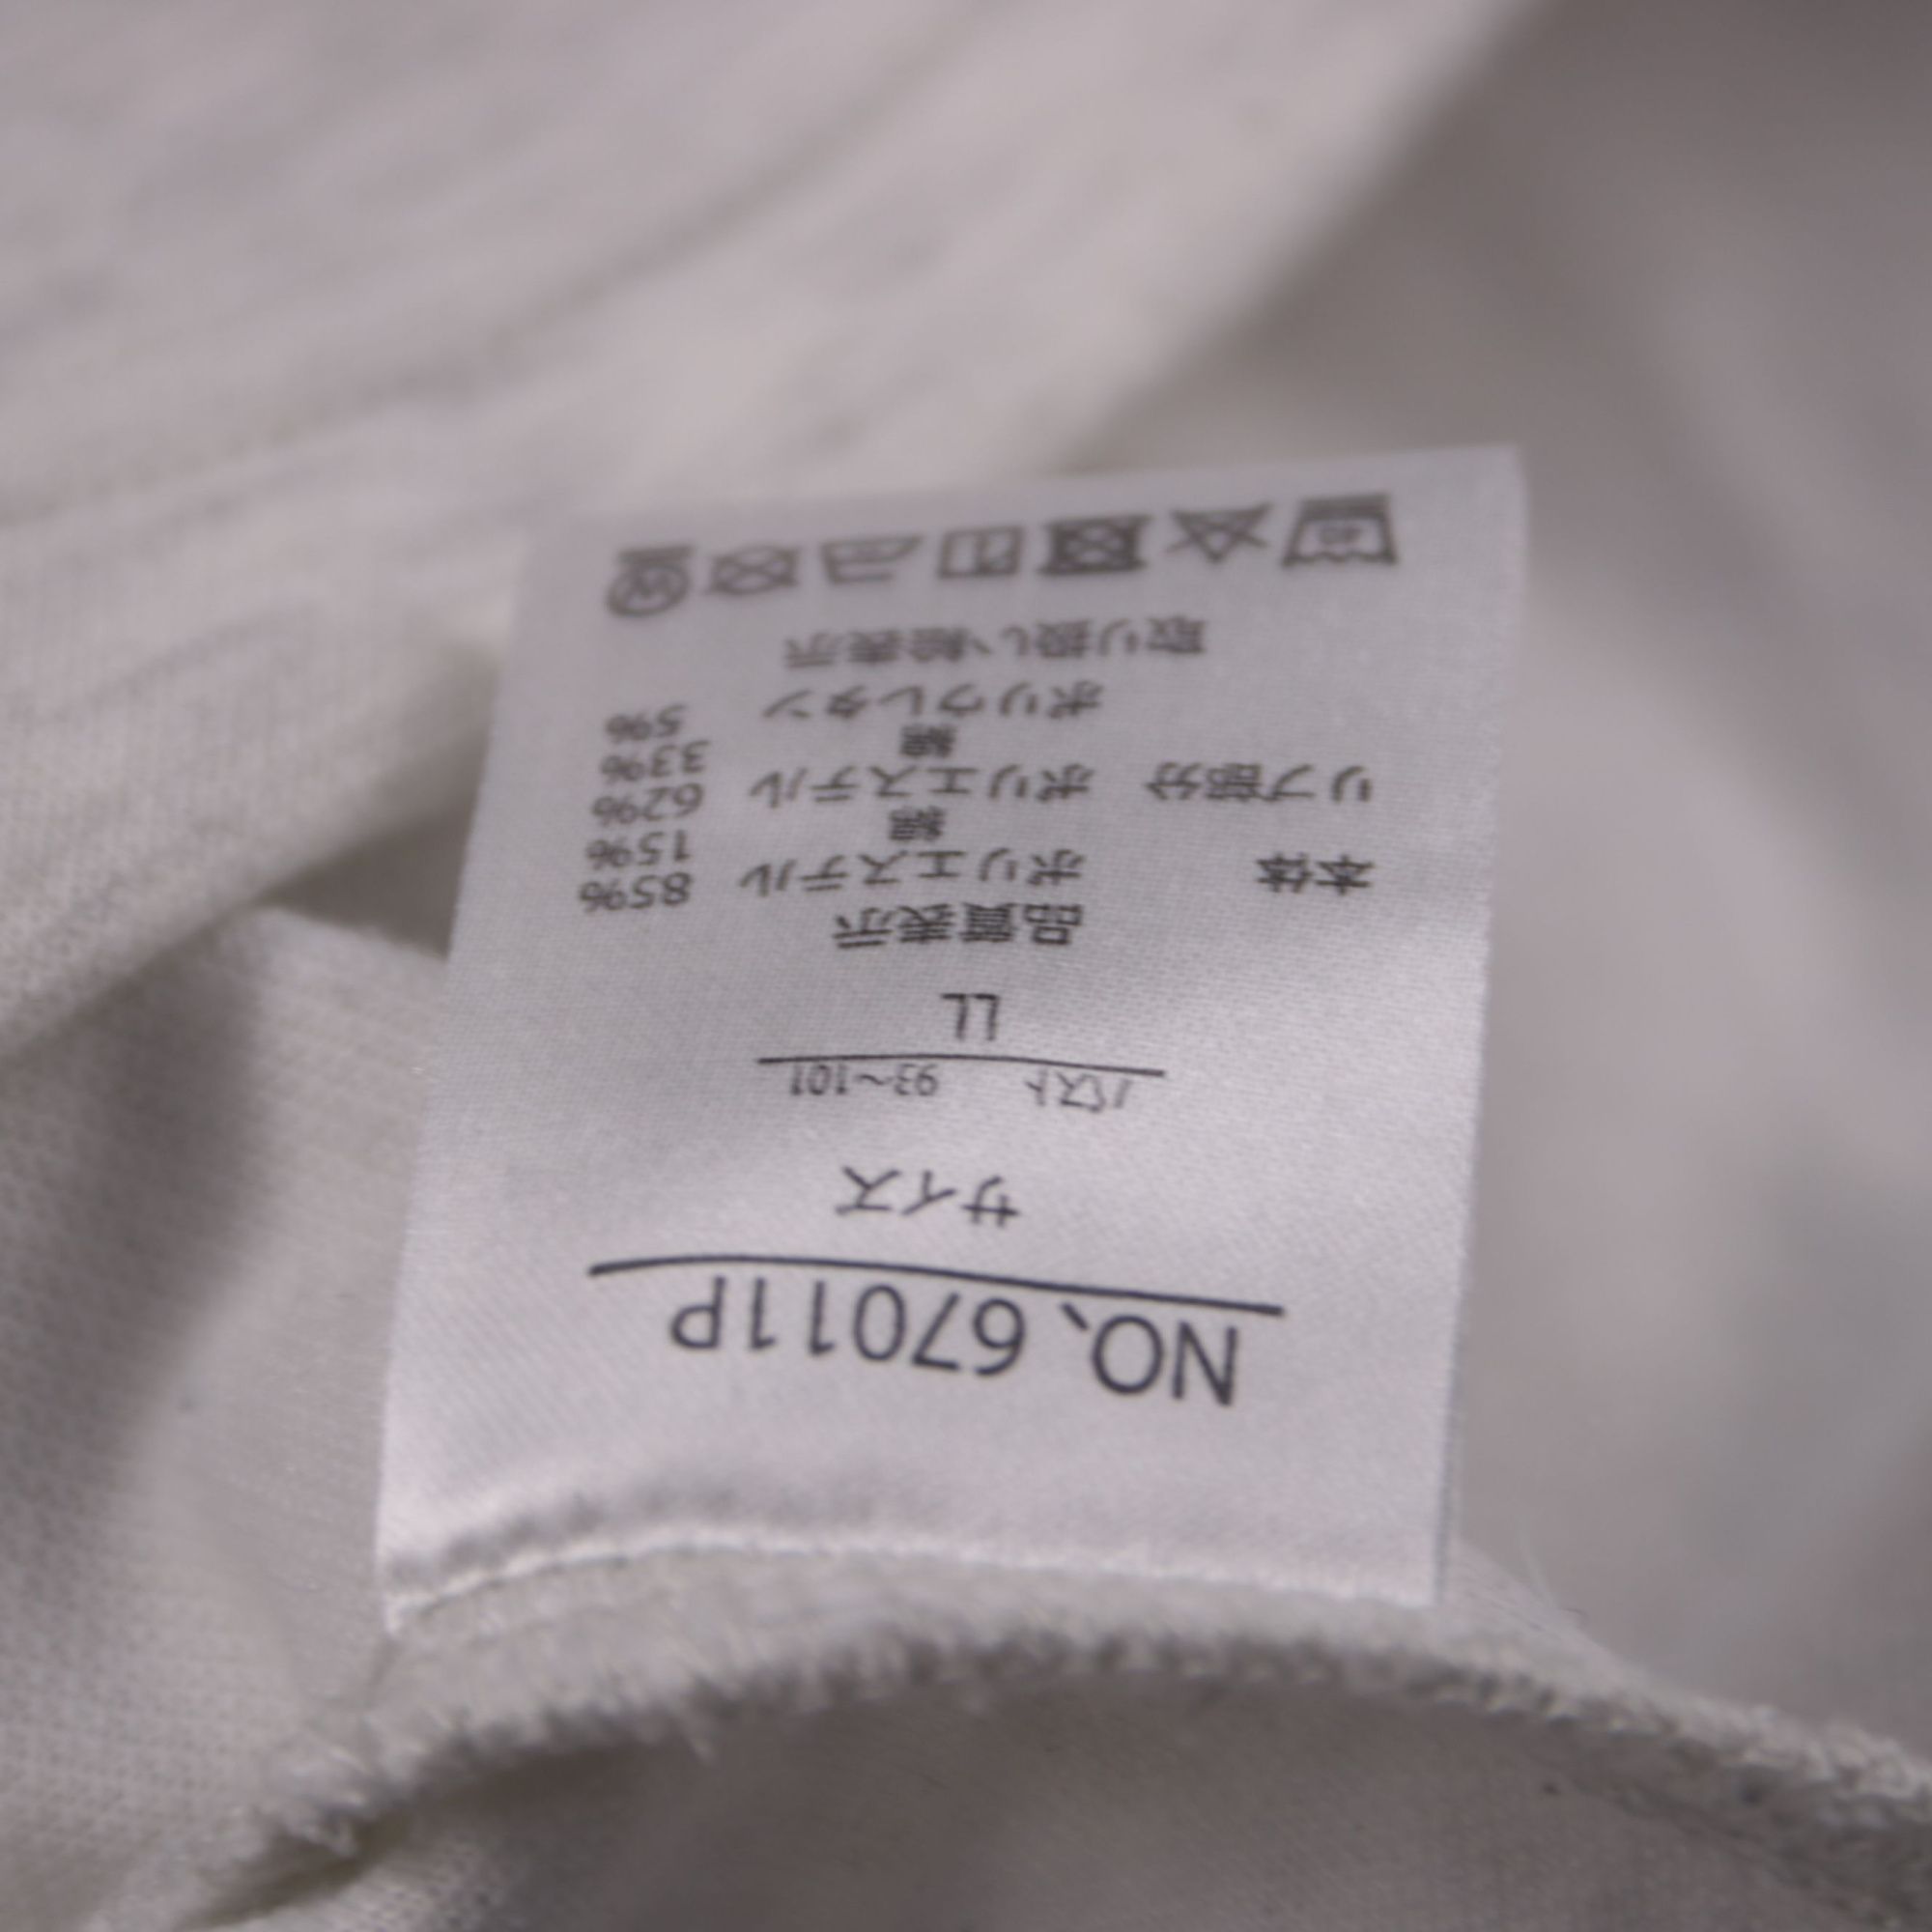 NO、67011P
サイズ
バスト 93~101
LL
品質表示
本体 ポリエステル 85%
綿 15%
リブ部分 ポリエステル 62%
綿 33%
ポリウレタン 5%
取り扱い絵表示